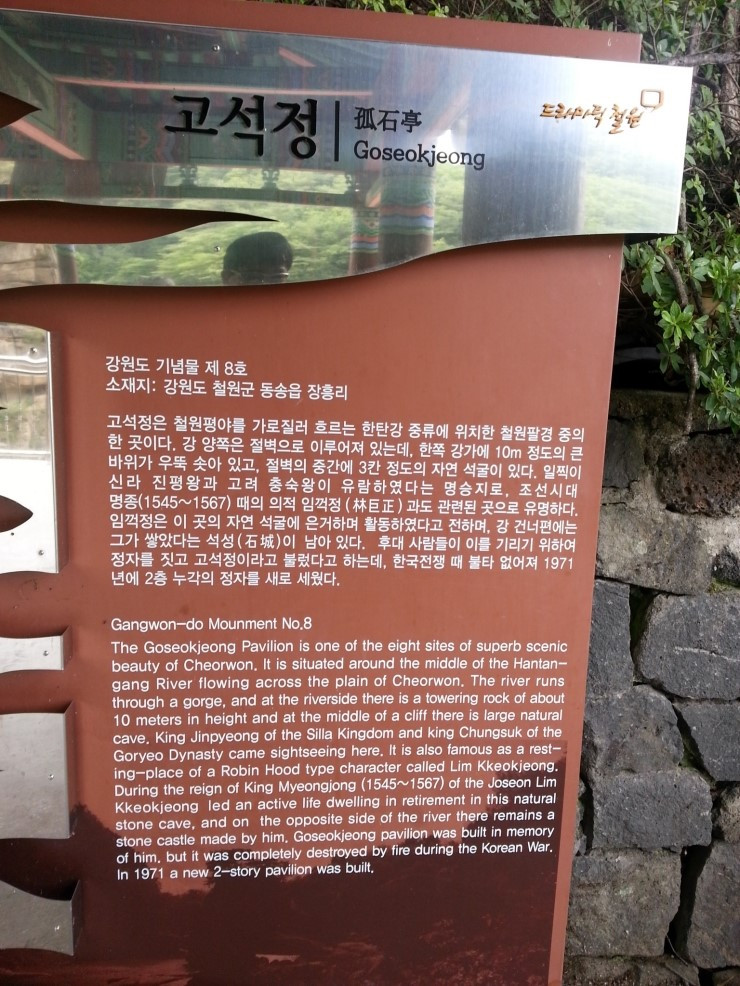 고석정
孤石亭
Goseokjeong
드라마틱 철원
강원도 기념물 제 8호
소재지: 강원도 철원군 동송읍 장흥리
고석정은 철원평야를 가로질러 흐르는 한탄강 중류에 위치한 철원팔경 중의
한 곳이다. 강 양쪽은 절벽으로 이루어져 있는데, 한쪽 강가에 10m 정도의 큰
바위가 우뚝 솟아 있고, 절벽의 중간에 3칸 정도의 자연 석굴이 있다. 일찍이
신라 진평왕과 고려 충숙왕이 유람하였다는 명승지로, 조선시대
명종(1545~1567) 때의 의적 임꺽정(林巨正)과도 관련된 곳으로 유명하다.
임꺽정은 이 곳의 자연 석굴에 은거하며 활동하였다고 전하며, 강 건너편에는
그가 쌓았다는 석성(石城)이 남아 있다. 후대 사람들이 이를 기리기 위하여
정자를 짓고 고석정이라고 불렀다고 하는데, 한국전쟁 때 불타 없어져 1971
년에 2층 누각의 정자를 새로 세웠다.
Gangwon-do Mounment No.8
The Goseokjeong Pavilion is one of the eight sites of superb scenic
beauty of Cheorwon. It is situated around the middle of the Hantan-
gang River flowing across the plain of Cheorwon. The river runs
through a gorge, and at the riverside there is a towering rock of about
10 meters in height and at the middle of a cliff there is large natural
cave. King Jinpyeong of the Silla Kingdom and king Chungsuk of the
Goryeo Dynasty came sightseeing here. It is also famous as a rest-
ing-place of a Robin Hood type character called Lim Kkeokjeong.
During the reign of King Myeongjong (1545~1567) of the Joseon Lim
Kkeokjeong led an active life dwelling in retirement in this natural
stone cave, and on the opposite side of the river there remains a
stone castle made by him. Goseokjeong pavilion was built in memory
of him, but it was completely destroyed by fire during the Korean War.
In 1971 a new 2-story pavilion was built.